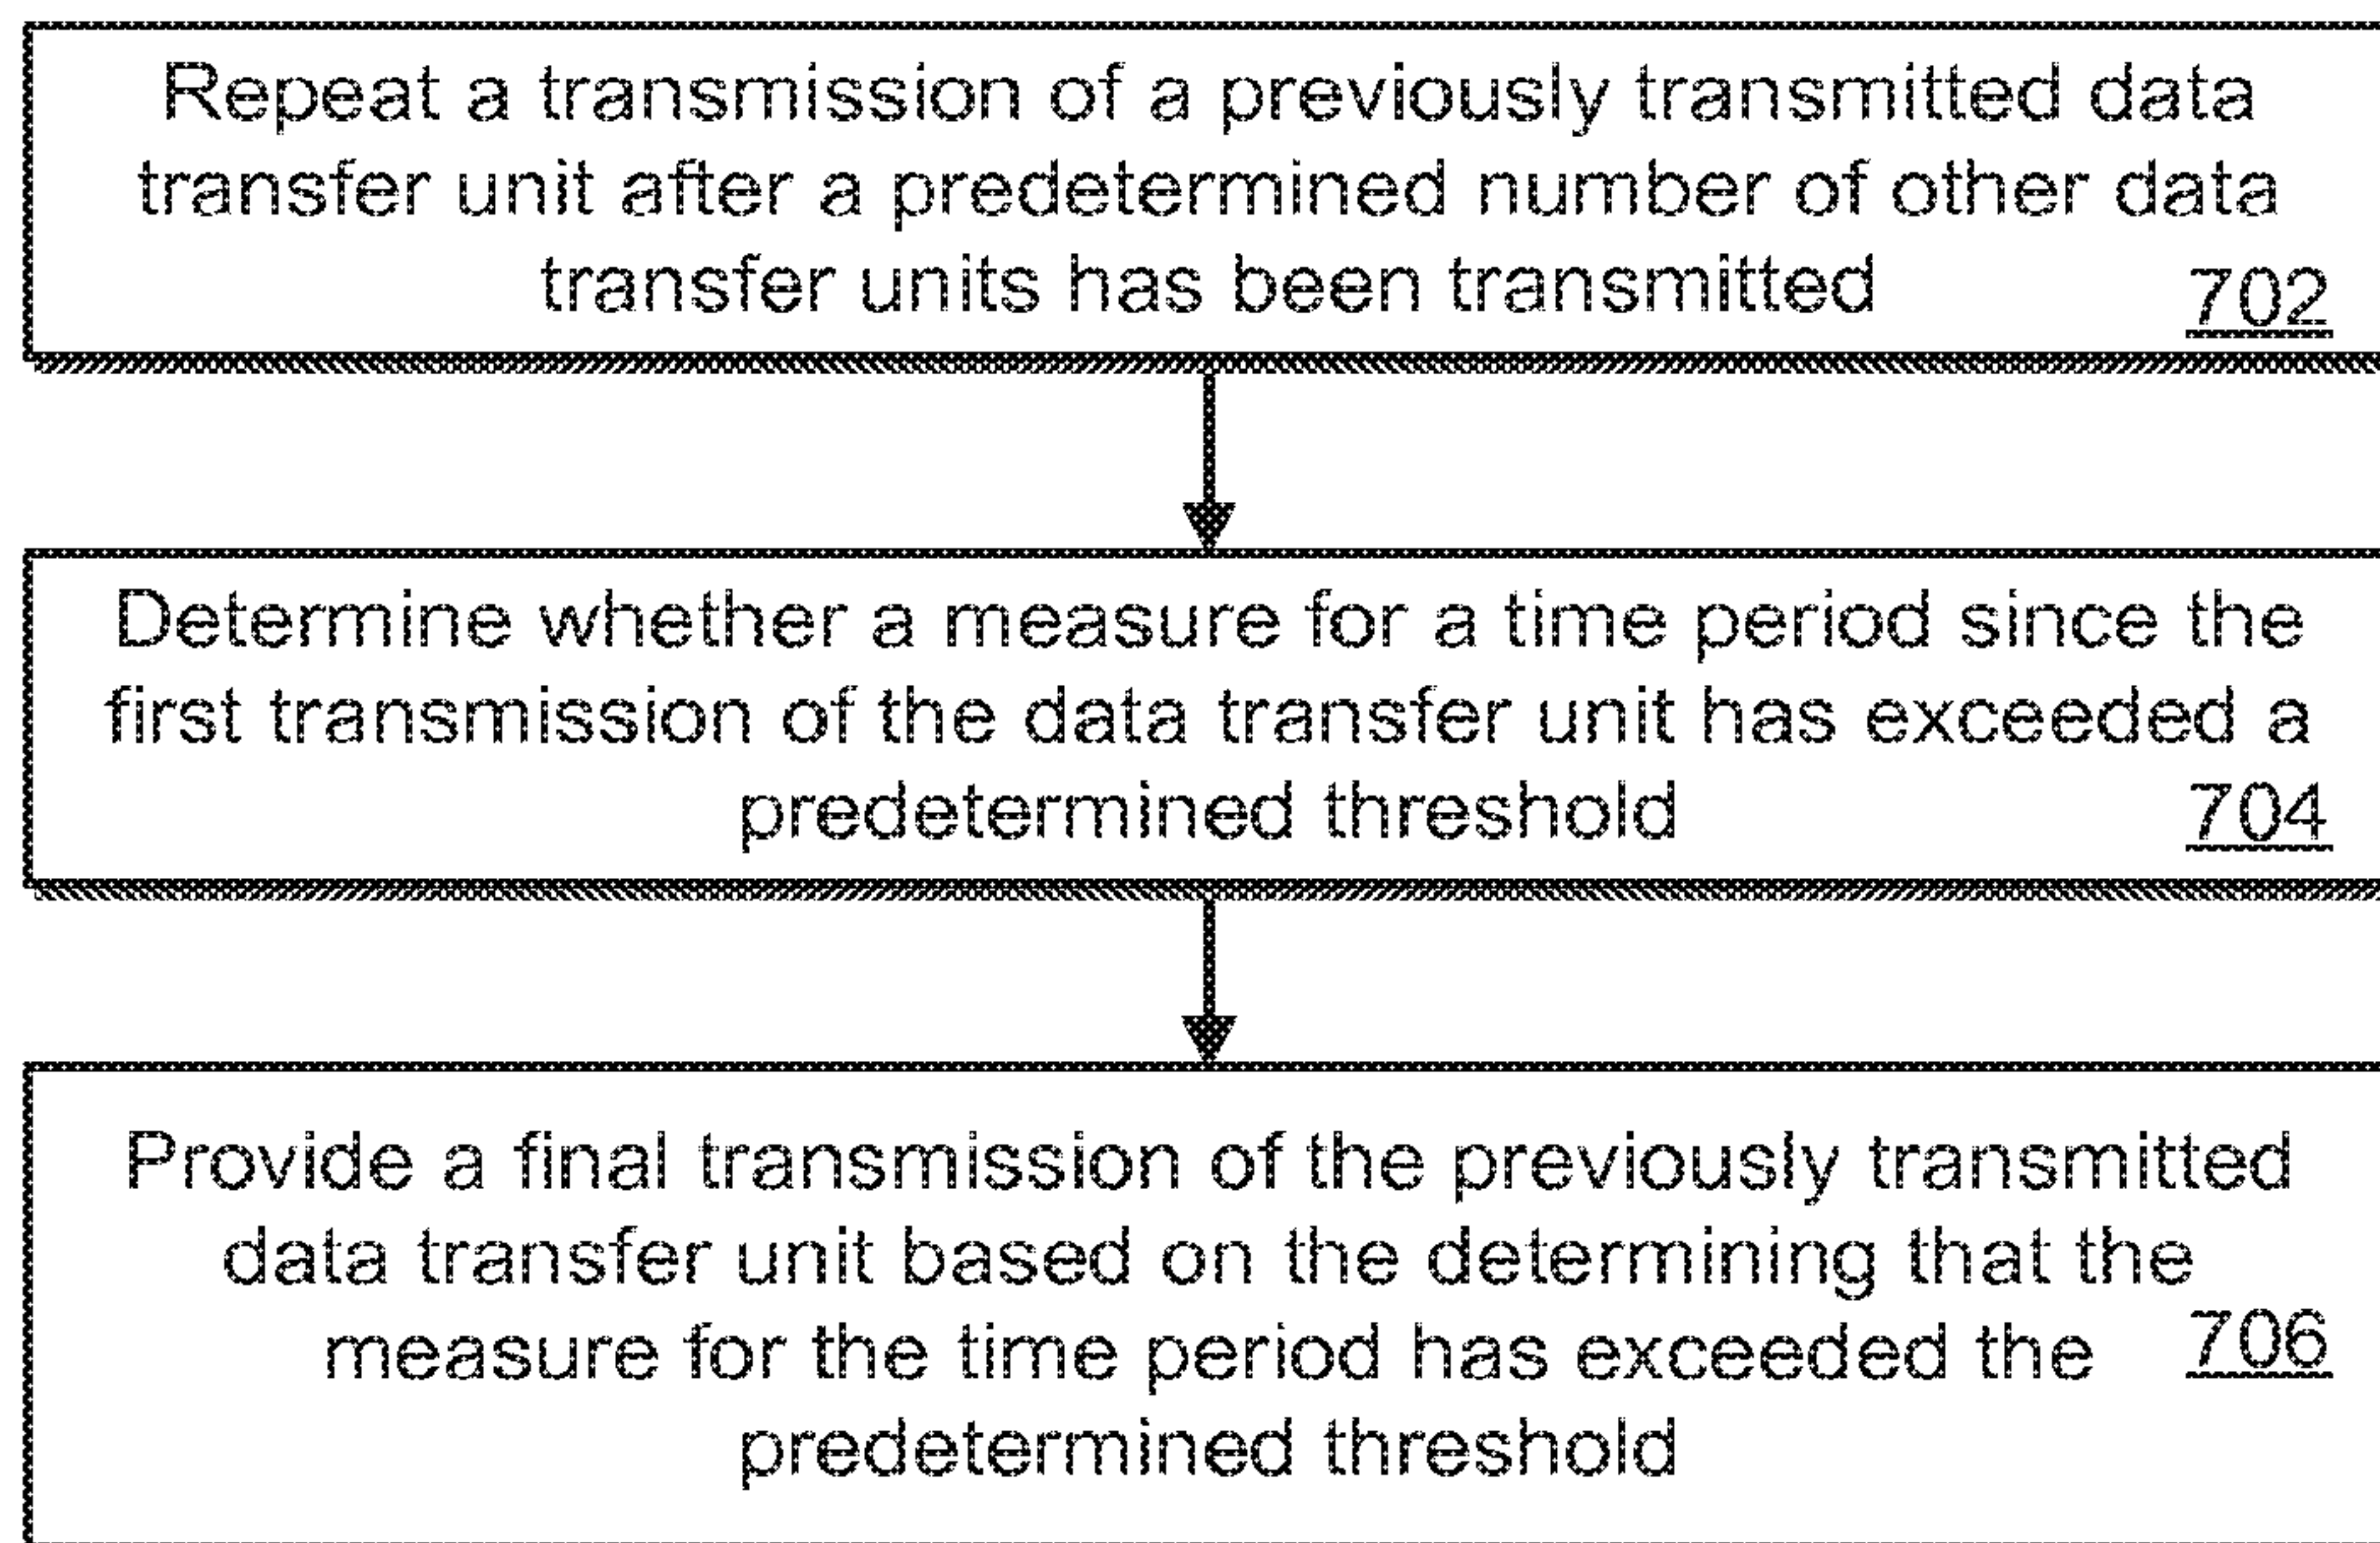 Repeat a transmission of a previously transmitted data
transfer unit after a predetermined number of other data
transfer units has been transmitted 702
Determine whether a measure for a time period since the
first transmission of the data transfer unit has exceeded a
predetermined threshold 704
Provide a final transmission of the previously transmitted
data transfer unit based on the determining that the
measure for the time period has exceeded the 706
predetermined threshold